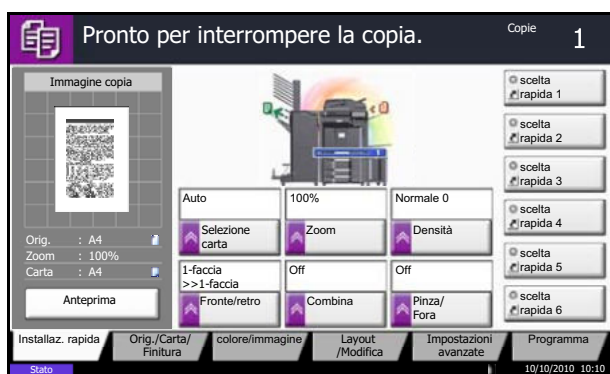 Pronto per interrompere la copia.
Copie
1
Immagine copia
Orig. : A4
Zoom : 100%
Carta : A4
Anteprima
Auto
Selezione
carta
100%
Zoom
Normale 0
Densità
1-faccia
>>1-faccia
Fronte/retro
Off
Combina
Off
Pinza/
Fora
scelta
rapida 1
scelta
rapida 2
scelta
rapida 3
scelta
rapida 4
scelta
rapida 5
scelta
rapida 6
Installaz. rapida
Orig./Carta/
Finitura
colore/immagine
Layout
/Modifica
Impostazioni
avanzate
Programma
Stato
10/10/2010 10:10